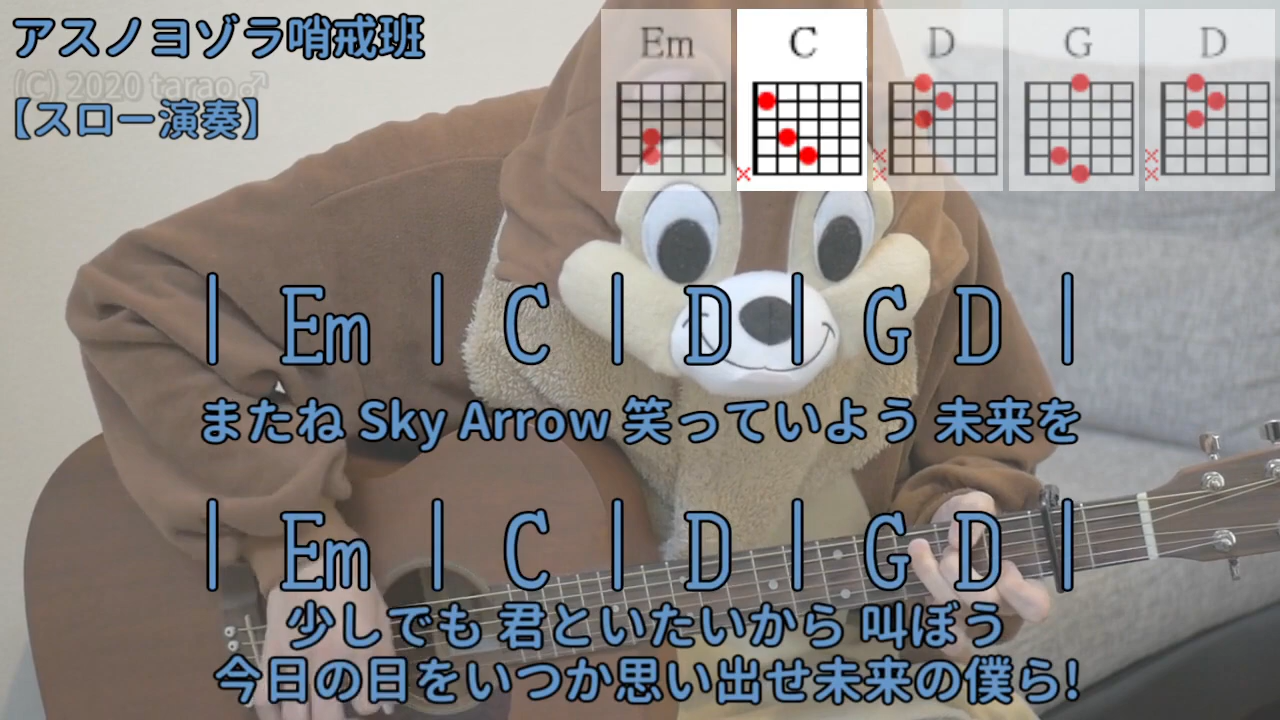 アスノヨゾラ哨戒班
(C) 2020 tarao♂
【スロー演奏】
Em C D G D
× × × × ×
| Em | C | D | G D |
またね Sky Arrow 笑っていよう 未来を
| Em | C | D | G D |
少しでも 君といたいから 叫ぼう
今日の日をいつか思い出せ未来の僕ら!